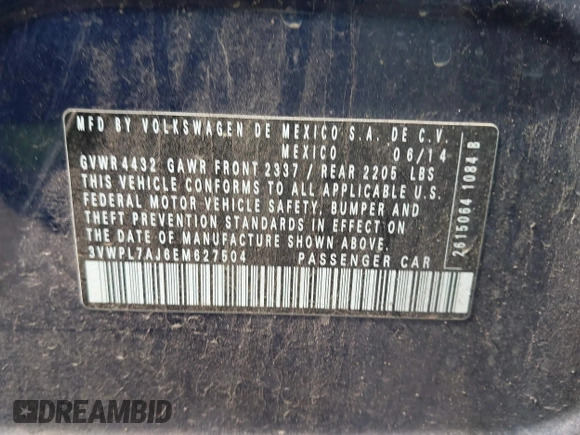 MFD BY VOLKSWAGEN DE MEXICO S.A. DE C.V.
MEXICO 06/14
GVWR 4432 GAWR FRONT 2337 / REAR 2205 LBS
THIS VEHICLE CONFORMS TO ALL APPLICABLE U.S.
FEDERAL MOTOR VEHICLE SAFETY, BUMPER AND
THEFT PREVENTION STANDARDS IN EFFECT ON
THE DATE OF MANUFACTURE SHOWN ABOVE.
3VWPL7AJ6EM627504 PASSENGER CAR
2615064 1084 B
DREAMBID